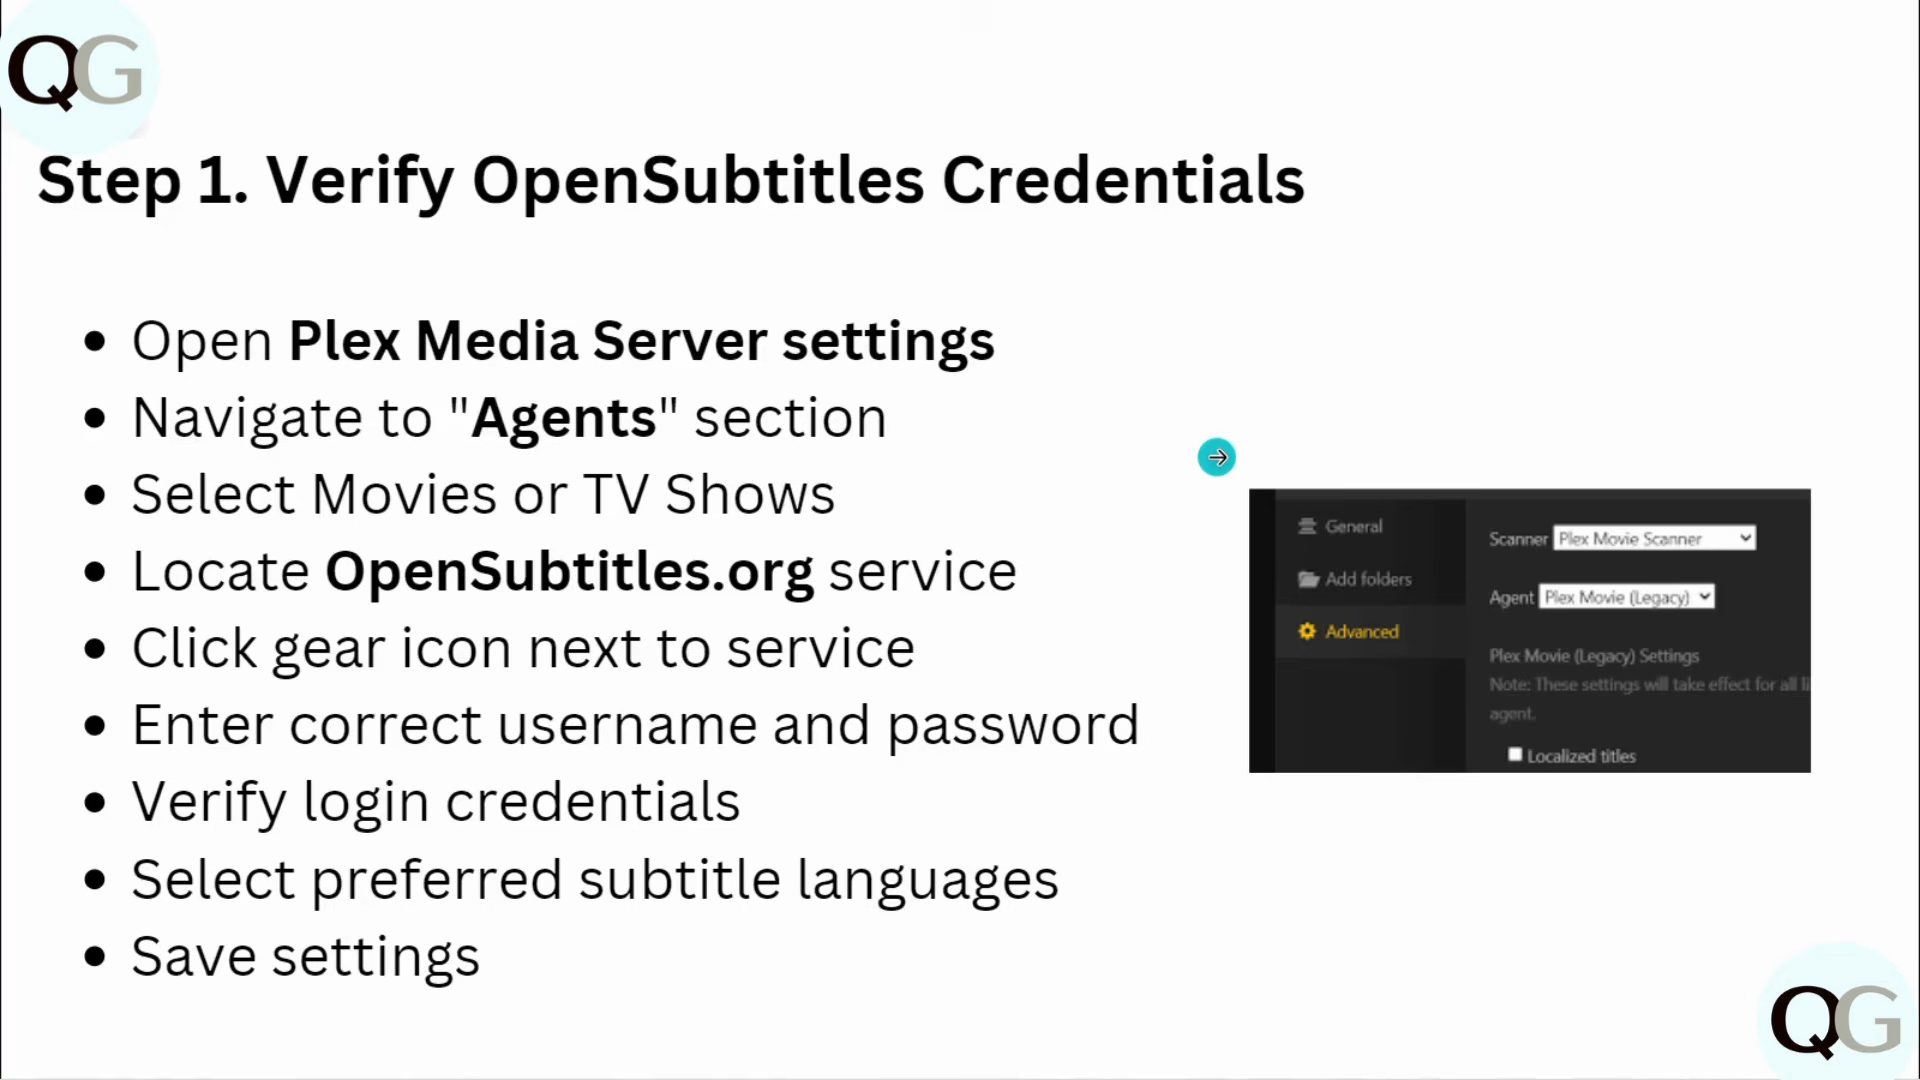 QG
Step 1. Verify OpenSubtitles Credentials
• Open Plex Media Server settings
• Navigate to "Agents" section
• Select Movies or TV Shows
• Locate OpenSubtitles.org service
• Click gear icon next to service
• Enter correct username and password
• Verify login credentials
• Select preferred subtitle languages
• Save settings
General
Add folders
Advanced
Scanner Plex Movie Scanner
Agent Plex Movie (Legacy)
Plex Movie (Legacy) Settings
Note: These settings will take effect for all li
agent.
Localized titles
QG